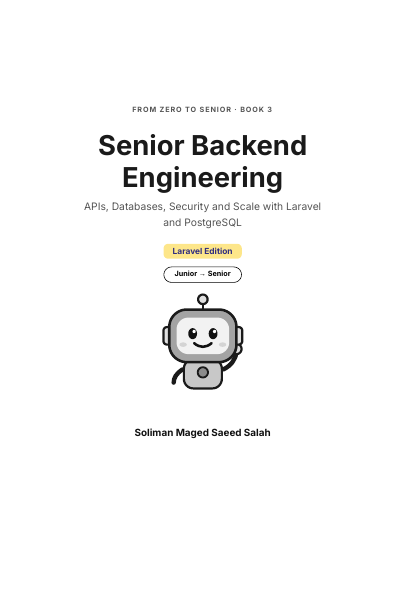 FROM ZERO TO SENIOR · BOOK 3
Senior Backend
Engineering
APIs, Databases, Security and Scale with Laravel
and PostgreSQL
Laravel Edition
Junior → Senior
Soliman Maged Saeed Salah